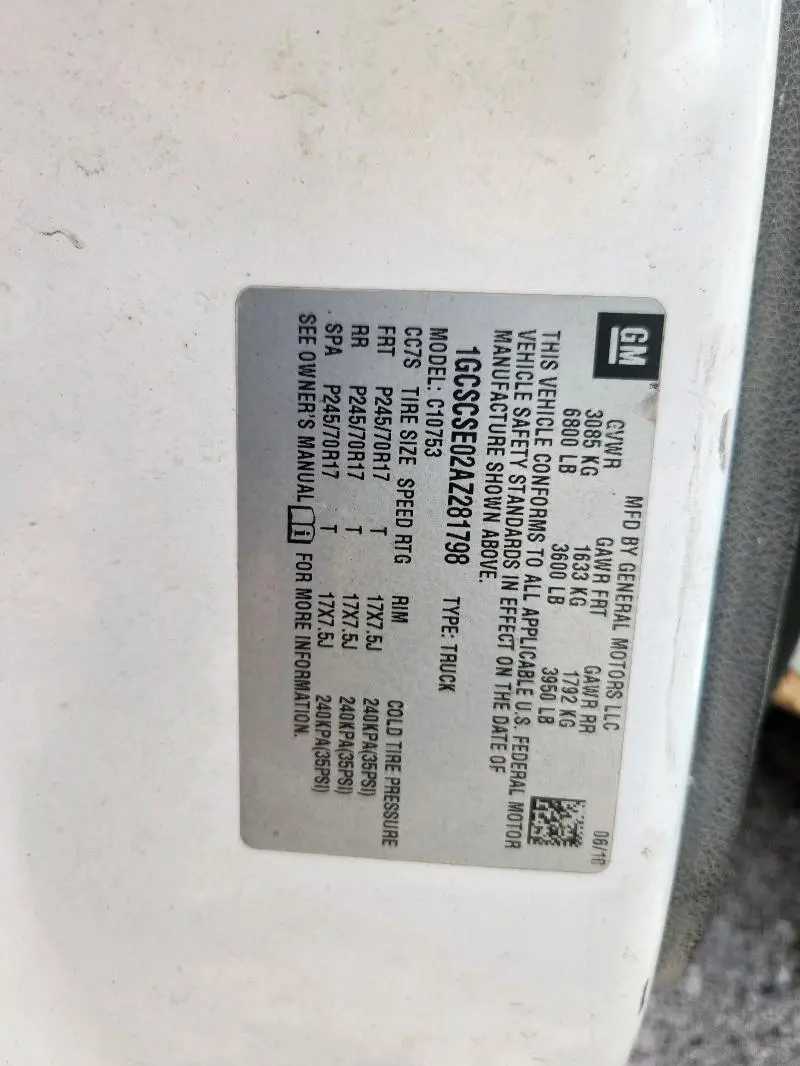 GM
MFD BY GENERAL MOTORS LLC
GVWR GAWR FRT GAWR RR
3085 KG 1633 KG 1792 KG
6800 LB 3600 LB 3950 LB
THIS VEHICLE CONFORMS TO ALL APPLICABLE U.S. FEDERAL MOTOR
VEHICLE SAFETY STANDARDS IN EFFECT ON THE DATE OF
MANUFACTURE SHOWN ABOVE.
1GCSCSE02AZ281798 TYPE: TRUCK
MODEL: C10753
CC7S TIRE SIZE SPEED RTG RIM COLD TIRE PRESSURE
FRT P245/70R17 T 17X7.5J 240KPA(35PSI)
RR P245/70R17 T 17X7.5J 240KPA(35PSI)
SPA P245/70R17 T 17X7.5J 240KPA(35PSI)
SEE OWNER'S MANUAL FOR MORE INFORMATION.